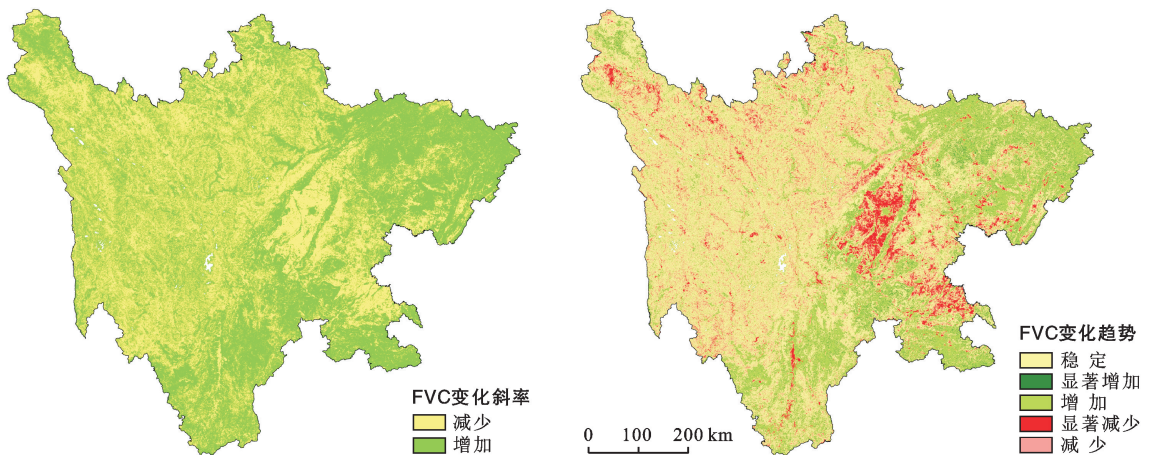 FVC变化斜率
减少
增加
0 100 200 km
FVC变化趋势
稳 定
显著增加
增 加
显著减少
减 少